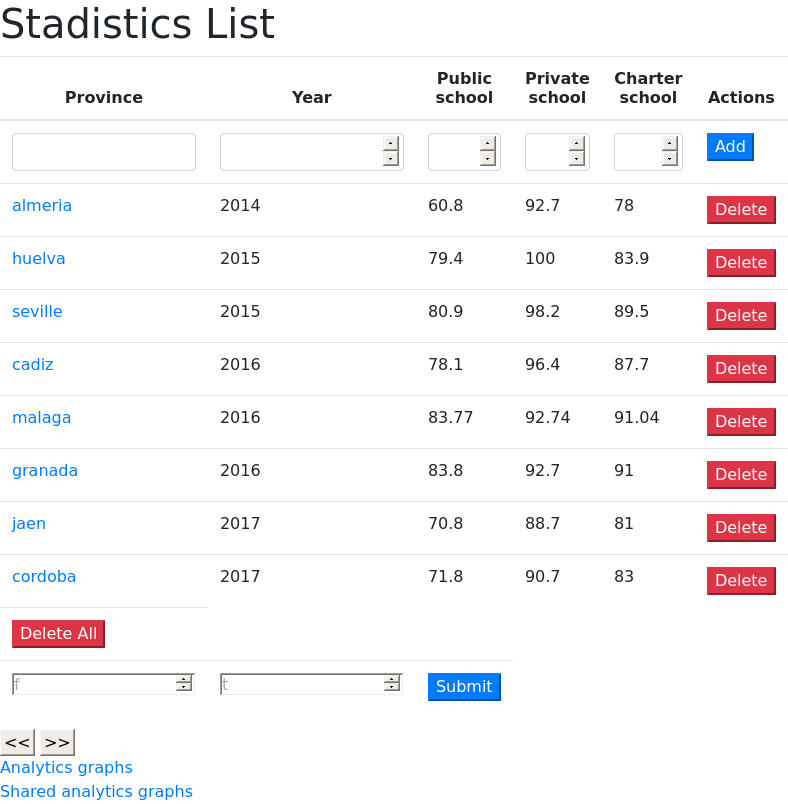 Stadistics List
Province Year Public school Private school Charter school Actions
Add
almeria 2014 60.8 92.7 78 Delete
huelva 2015 79.4 100 83.9 Delete
seville 2015 80.9 98.2 89.5 Delete
cadiz 2016 78.1 96.4 87.7 Delete
malaga 2016 83.77 92.74 91.04 Delete
granada 2016 83.8 92.7 91 Delete
jaen 2017 70.8 88.7 81 Delete
cordoba 2017 71.8 90.7 83 Delete
Delete All
f t Submit
<< >>
Analytics graphs
Shared analytics graphs